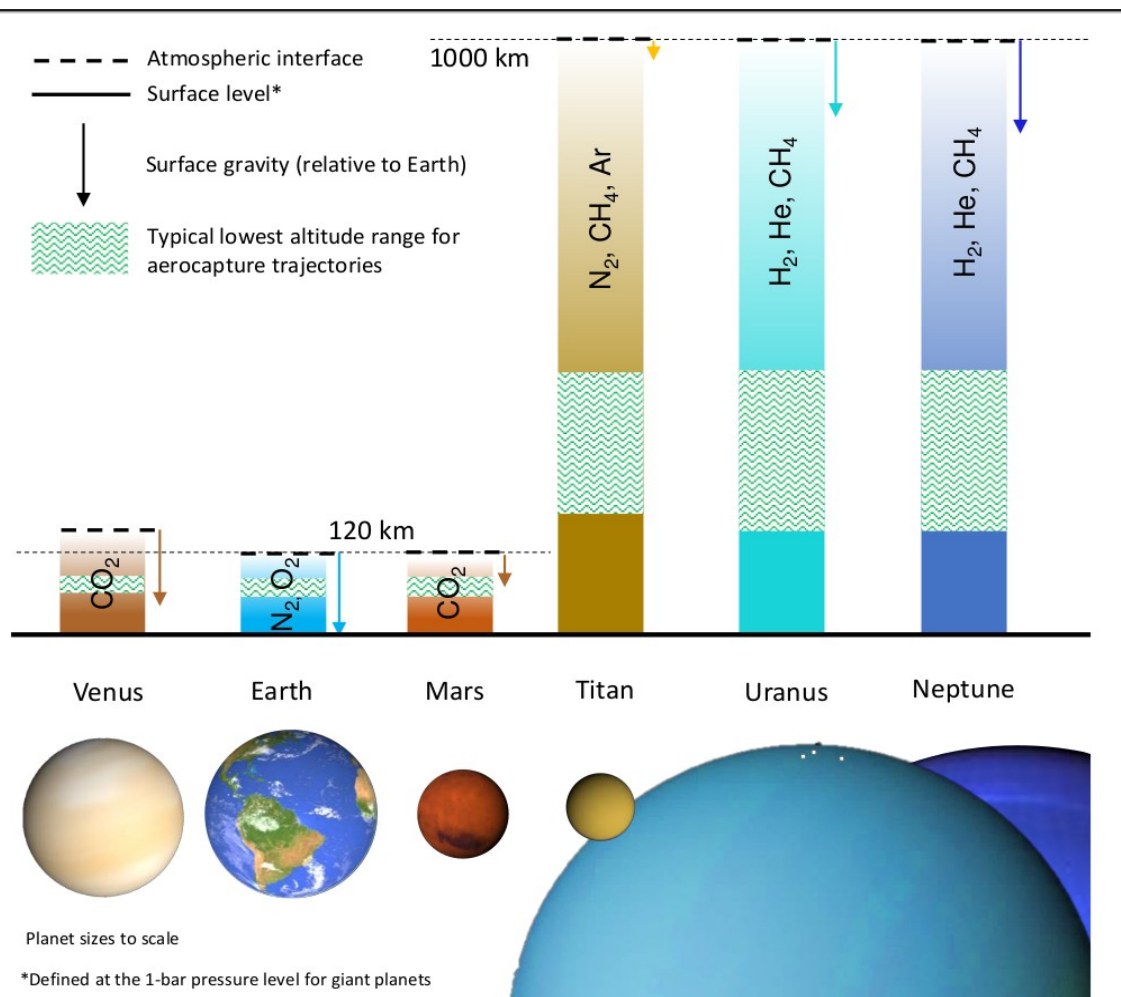 Atmospheric interface
Surface level*
Surface gravity (relative to Earth)
Typical lowest altitude range for
aerocapture trajectories
1000 km
N₂, CH₄, Ar
H₂, He, CH₄
H₂, He, CH₄
120 km
CO₂
N₂, O₂
CO₂
Venus
Earth
Mars
Titan
Uranus
Neptune
Planet sizes to scale
*Defined at the 1-bar pressure level for giant planets